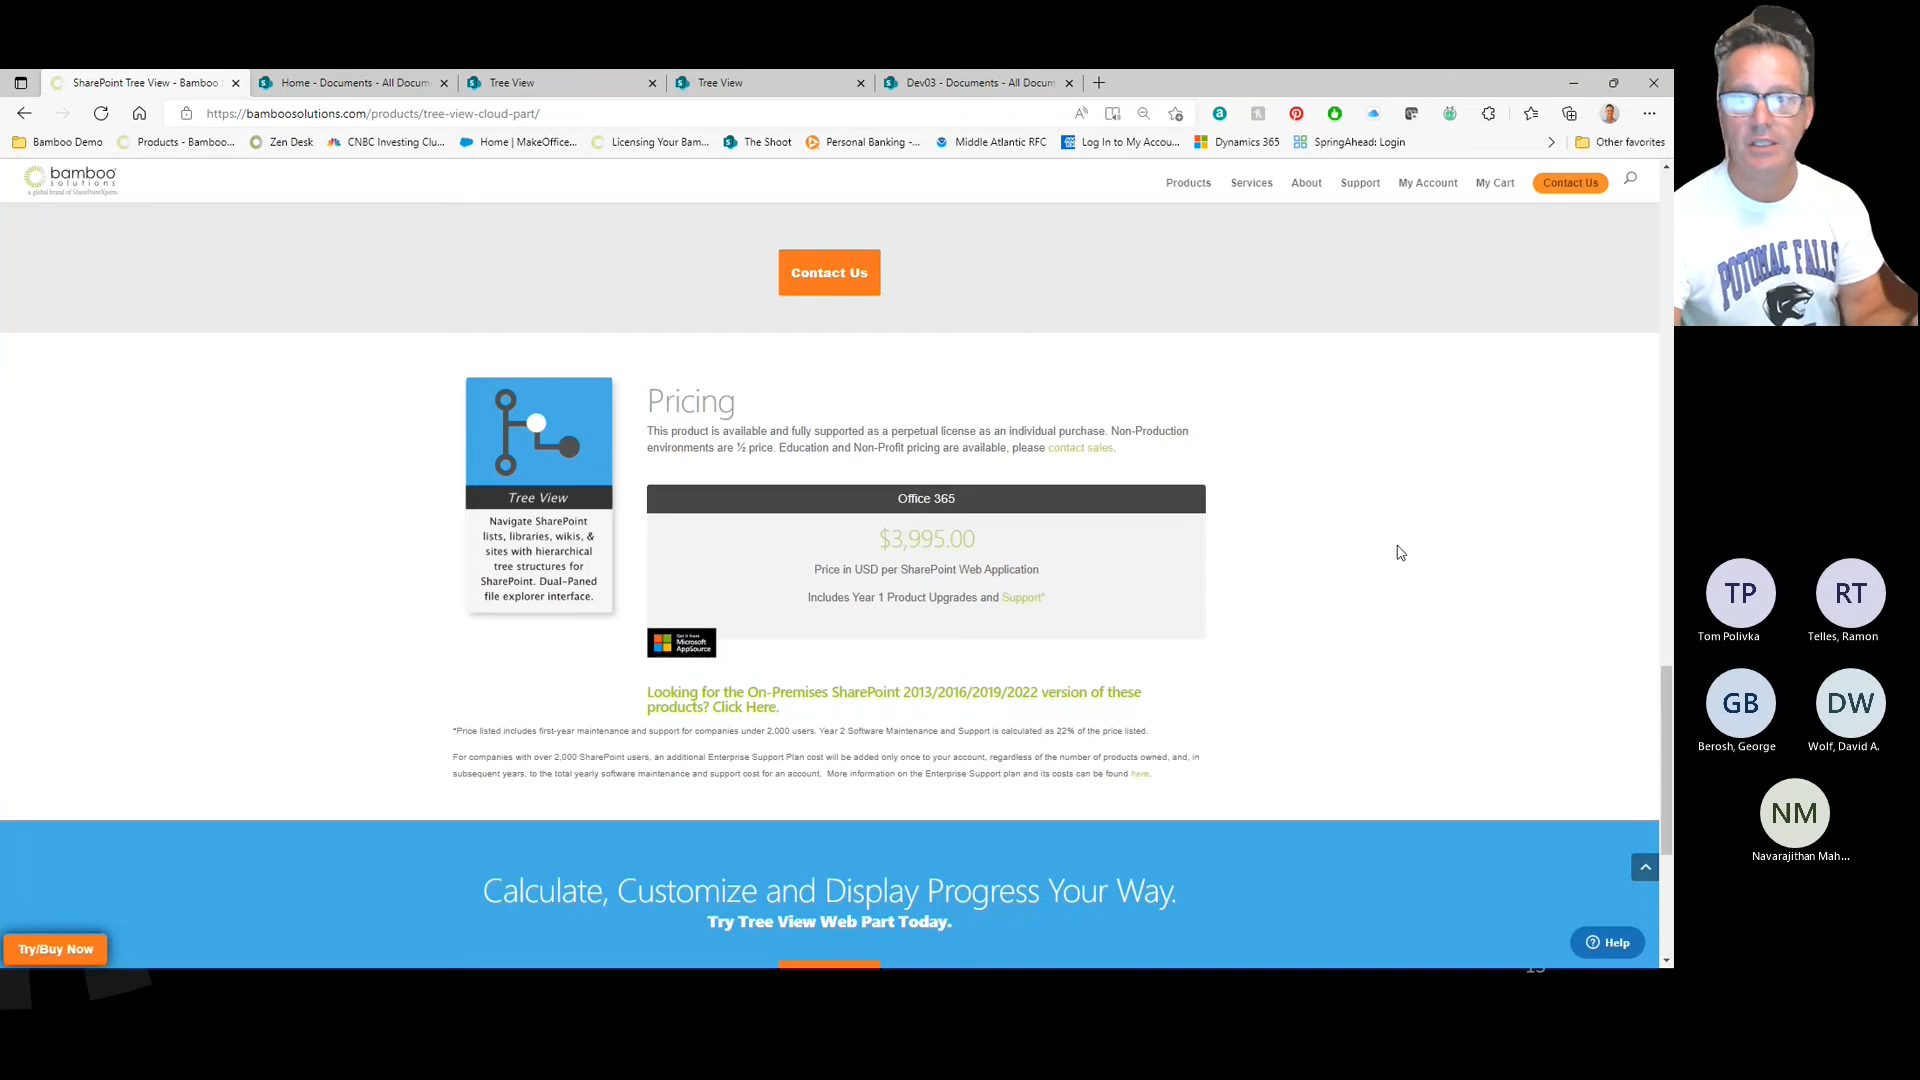 SharePoint Tree View - Bamboo S
Home - Documents - All Docum
Tree View
Tree View
Dev03 - Documents - All Docum
https://bamboosolutions.com/products/tree-view-cloud-part/
Bamboo Demo
Products - Bamboo...
Zen Desk
CNBC Investing Clu...
Home | MakeOffice...
Licensing Your Bam...
The Shoot
Personal Banking -...
Middle Atlantic RFC
Log In to My Accou...
Dynamics 365
SpringAhead: Login
Other favorites
bamboo
solutions
a global brand of SharePointXperts
Products
Services
About
Support
My Account
My Cart
Contact Us
Contact Us
POTOMAC FALLS
Pricing
This product is available and fully supported as a perpetual license as an individual purchase. Non-Production
environments are ½ price. Education and Non-Profit pricing are available, please contact sales.
Tree View
Navigate SharePoint
lists, libraries, wikis, &
sites with hierarchical
tree structures for
SharePoint. Dual-Paned
file explorer interface.
Office 365
$3,995.00
Price in USD per SharePoint Web Application
Includes Year 1 Product Upgrades and Support*
Get it from
Microsoft
AppSource
Looking for the On-Premises SharePoint 2013/2016/2019/2022 version of these
products? Click Here.
*Price listed includes first-year maintenance and support for companies under 2,000 users. Year 2 Software Maintenance and Support is calculated as 22% of the price listed.
For companies with over 2,000 SharePoint users, an additional Enterprise Support Plan cost will be added only once to your account, regardless of the number of products owned, and, in
subsequent years, to the total yearly software maintenance and support cost for an account. More information on the Enterprise Support plan and its costs can be found here.
Calculate, Customize and Display Progress Your Way.
Try Tree View Web Part Today.
Try/Buy Now
Help
TP
Tom Polivka
RT
Telles, Ramon
GB
Berosh, George
DW
Wolf, David A.
NM
Navarajithan Mah...